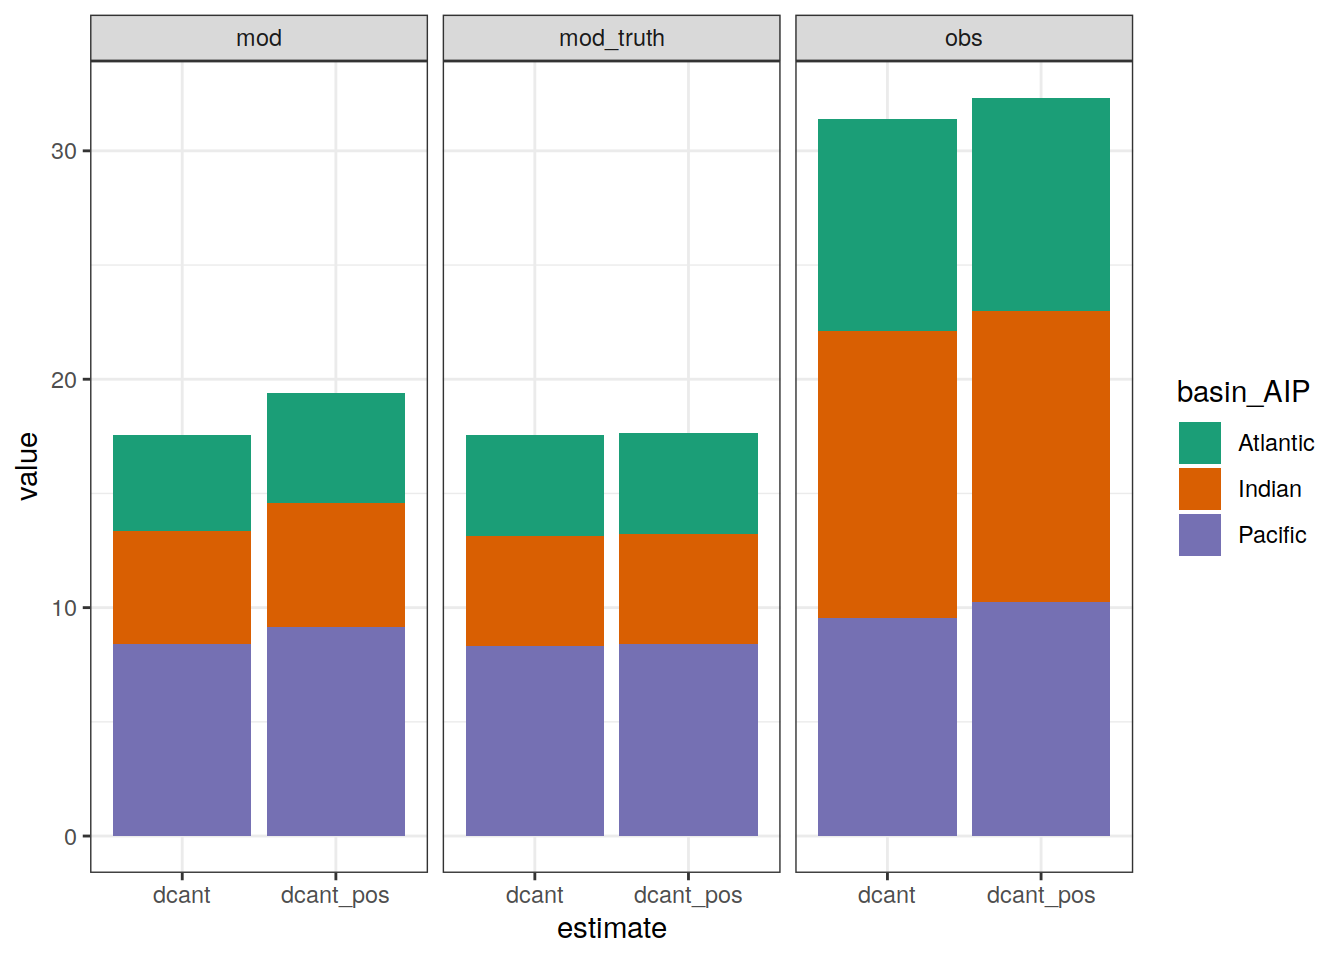 mod
mod_truth
obs
value
30
20
10
0
dcant
dcant_pos
dcant
dcant_pos
dcant
dcant_pos
estimate
basin_AIP
Atlantic
Indian
Pacific